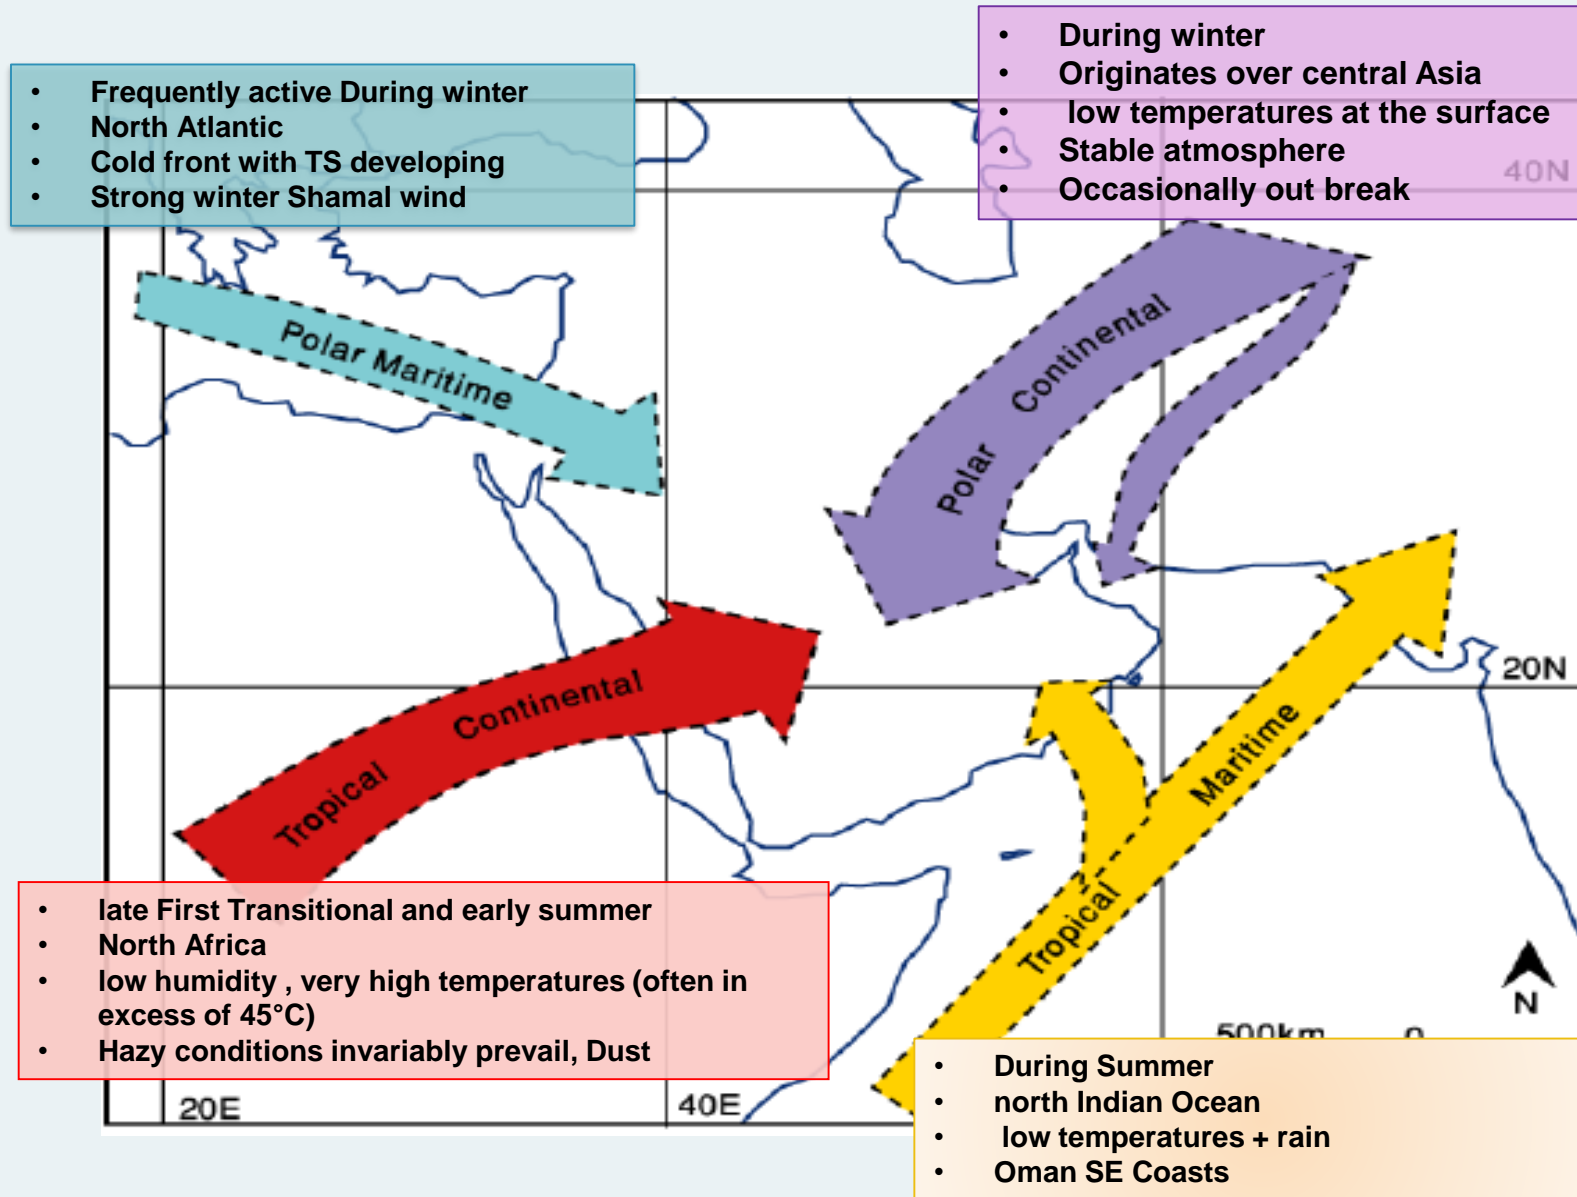 • Frequently active During winter
• North Atlantic
• Cold front with TS developing
• Strong winter Shamal wind
• During winter
• Originates over central Asia
• low temperatures at the surface
• Stable atmosphere
• Occasionally out break
40N
Polar Maritime
Polar Continental
Tropical Continental
Tropical Maritime
20N
N
500km 0
20E
40E
• late First Transitional and early summer
• North Africa
• low humidity , very high temperatures (often in
excess of 45°C)
• Hazy conditions invariably prevail, Dust
• During Summer
• north Indian Ocean
• low temperatures + rain
• Oman SE Coasts